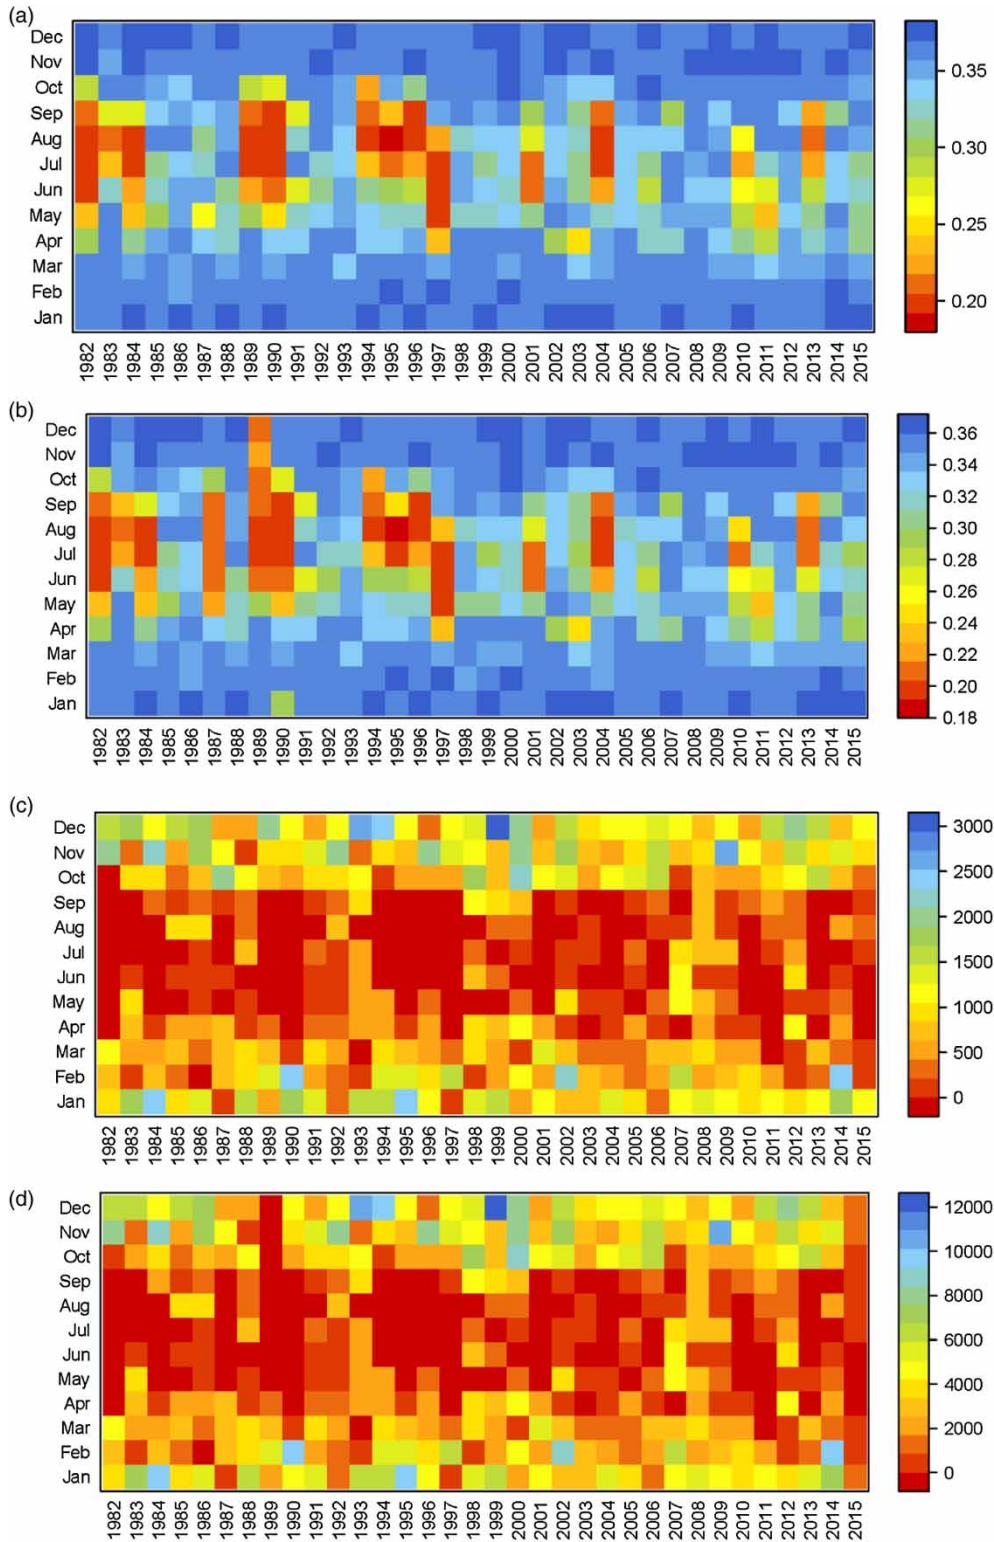 (a)
Dec
Nov
0.35
Oct
Sep
Aug
0.30
Jul
Jun
May
0.25
Apr
Mar
Feb
0.20
Jan
1982 1983 1984 1985 1986 1987 1988 1989 1990 1991 1992 1993 1994 1995 1996 1997 1998 1999 2000 2001 2002 2003 2004 2005 2006 2007 2008 2009 2010 2011 2012 2013 2014 2015
(b)
Dec 0.36
Nov
0.34
Oct
0.32
Sep
Aug 0.30
Jul
0.28
Jun
0.26
May
0.24
Apr
Mar 0.22
Feb
0.20
Jan
0.18
1982 1983 1984 1985 1986 1987 1988 1989 1990 1991 1992 1993 1994 1995 1996 1997 1998 1999 2000 2001 2002 2003 2004 2005 2006 2007 2008 2009 2010 2011 2012 2013 2014 2015
(c)
Dec 3000
Nov
2500
Oct
Sep
2000
Aug
Jul 1500
Jun
May 1000
Apr
500
Mar
Feb
0
Jan
1982 1983 1984 1985 1986 1987 1988 1989 1990 1991 1992 1993 1994 1995 1996 1997 1998 1999 2000 2001 2002 2003 2004 2005 2006 2007 2008 2009 2010 2011 2012 2013 2014 2015
(d)
Dec 12000
Nov
10000
Oct
Sep
8000
Aug
Jul
6000
Jun
May 4000
Apr
Mar 2000
Feb
0
Jan
1982 1983 1984 1985 1986 1987 1988 1989 1990 1991 1992 1993 1994 1995 1996 1997 1998 1999 2000 2001 2002 2003 2004 2005 2006 2007 2008 2009 2010 2011 2012 2013 2014 2015